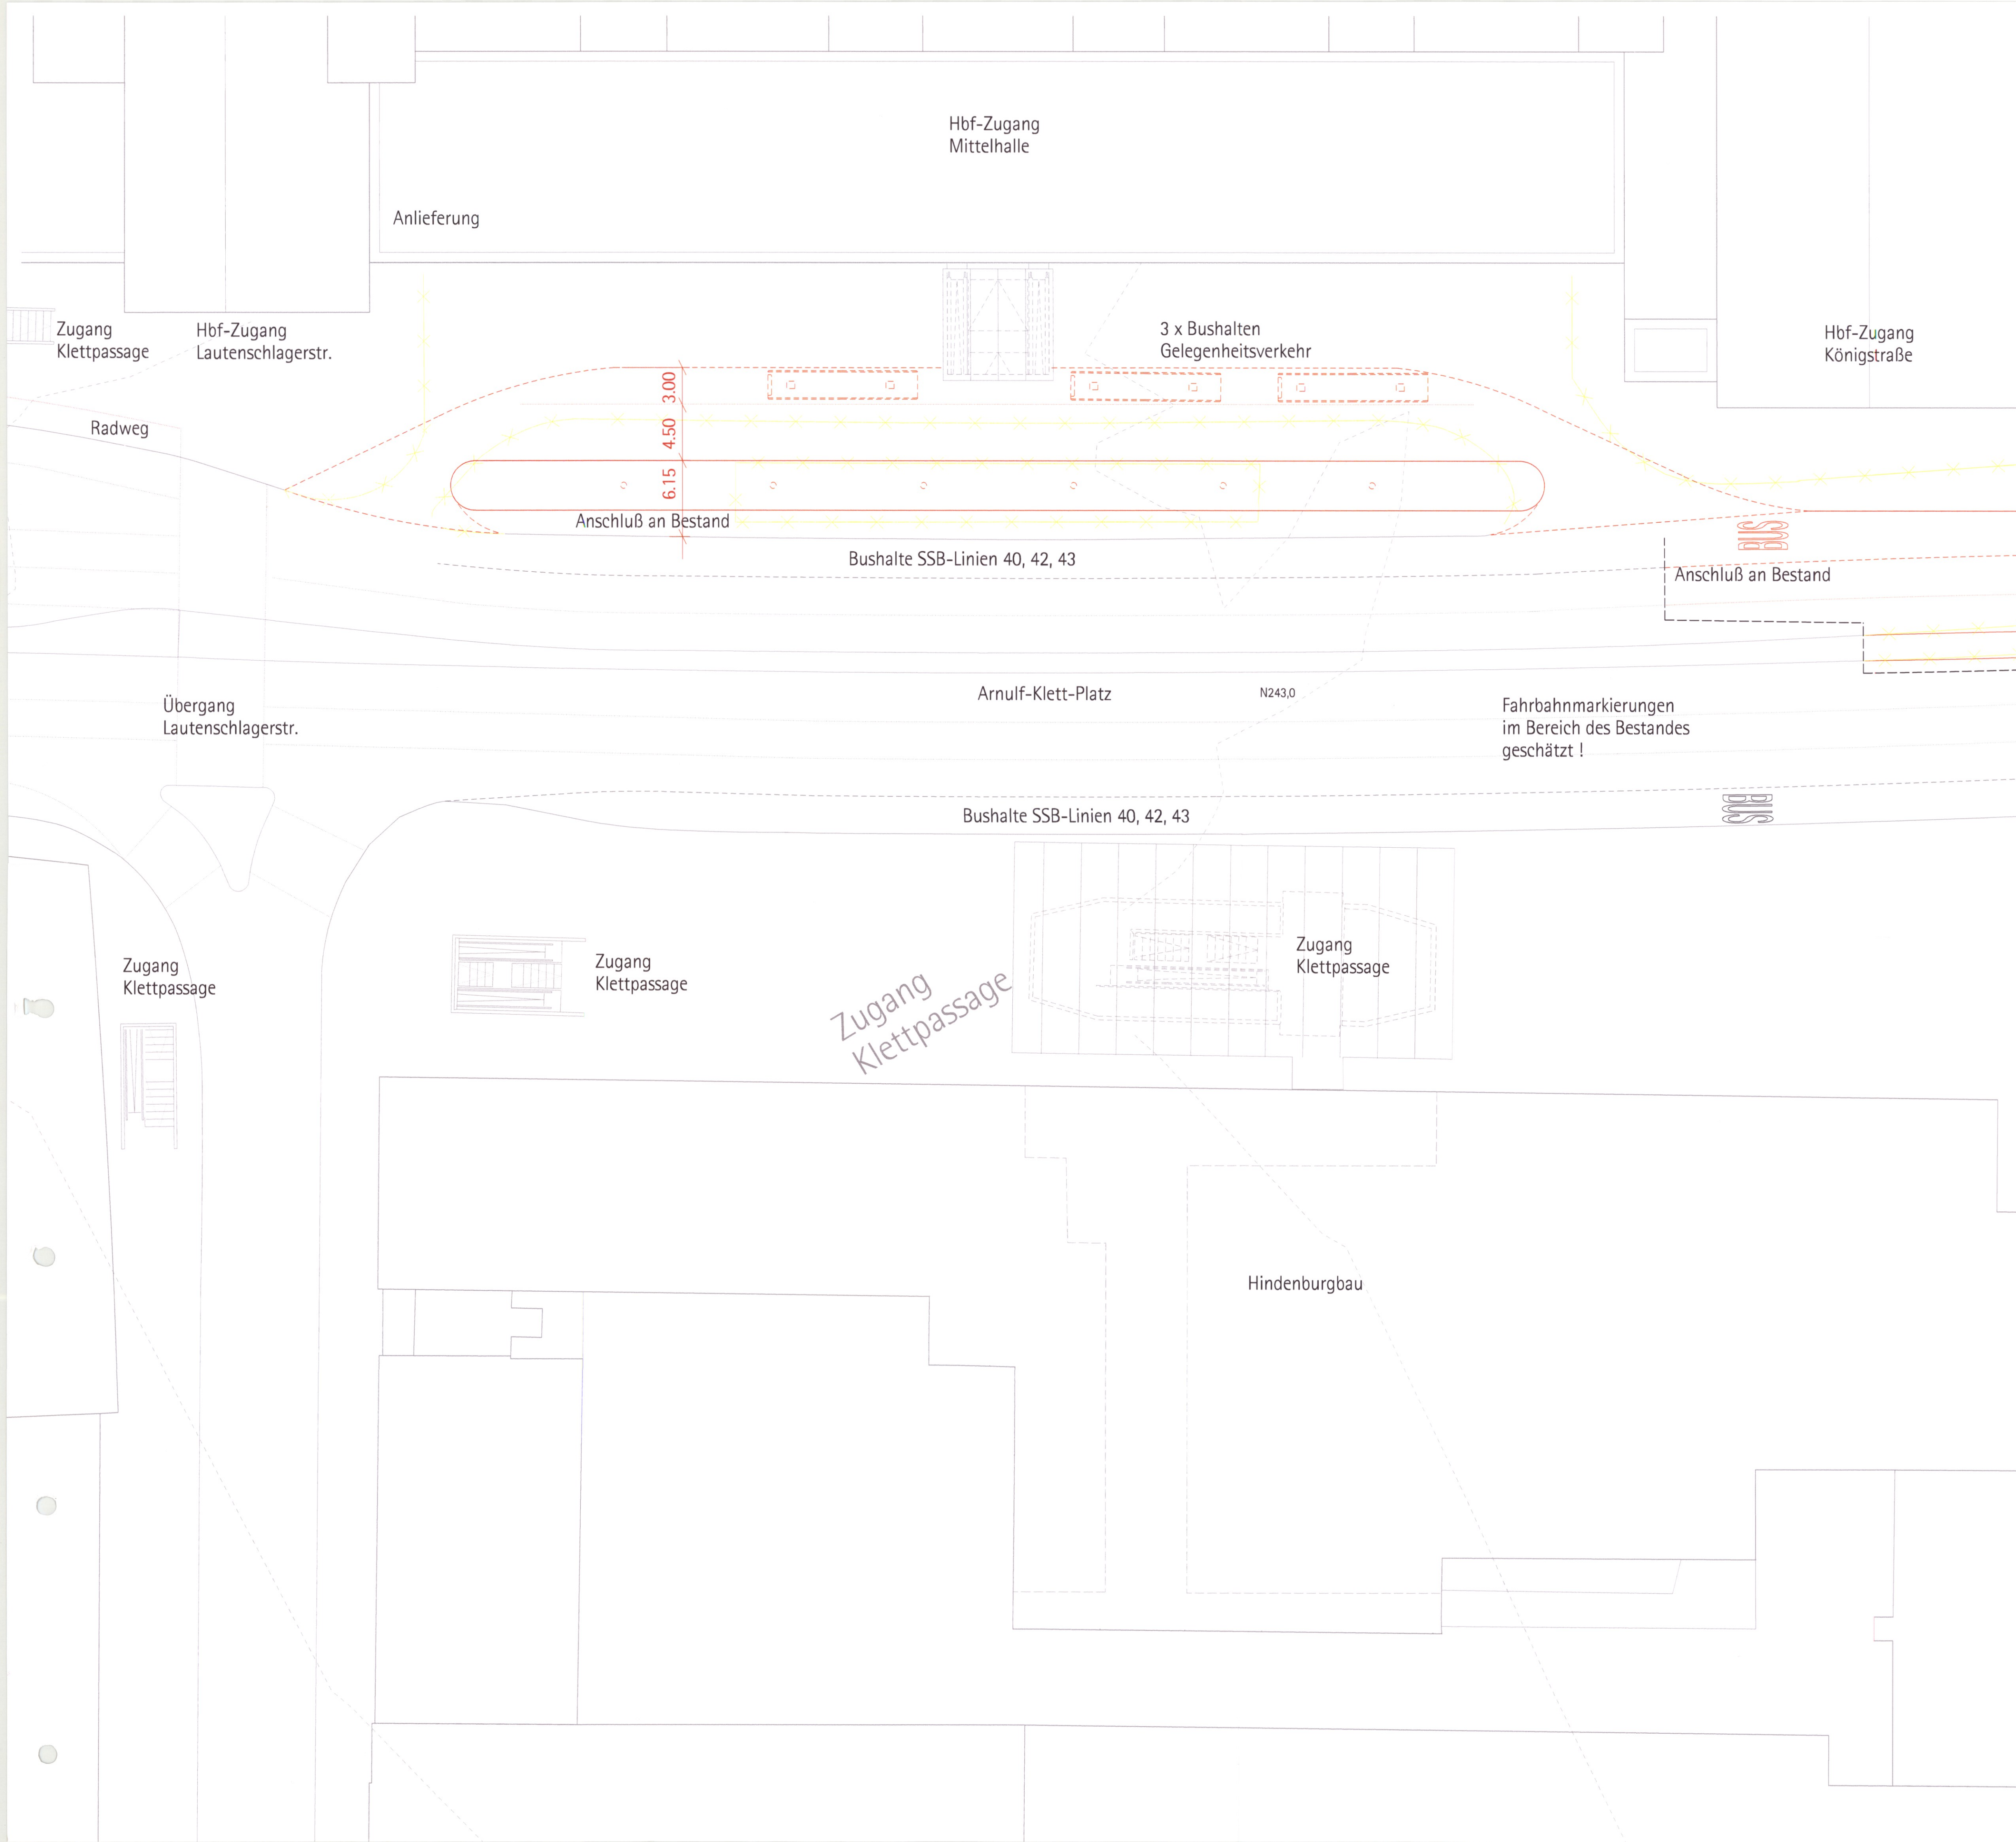 Hbf-Zugang
Mittelhalle
Anlieferung
Zugang
Klettpassage
Hbf-Zugang
Lautenschlagerstr.
3 x Bushalten
Gelegenheitsverkehr
Hbf-Zugang
Königstraße
3.00
4.50
6.15
Radweg
Anschluß an Bestand
BUS
Bushalte SSB-Linien 40, 42, 43
Anschluß an Bestand
Arnulf-Klett-Platz
N243,0
Übergang
Lautenschlagerstr.
Fahrbahnmarkierungen
im Bereich des Bestandes
geschätzt !
Bushalte SSB-Linien 40, 42, 43
BUS
Zugang
Klettpassage
Zugang
Klettpassage
Zugang
Klettpassage
Zugang
Klettpassage
Hindenburgbau